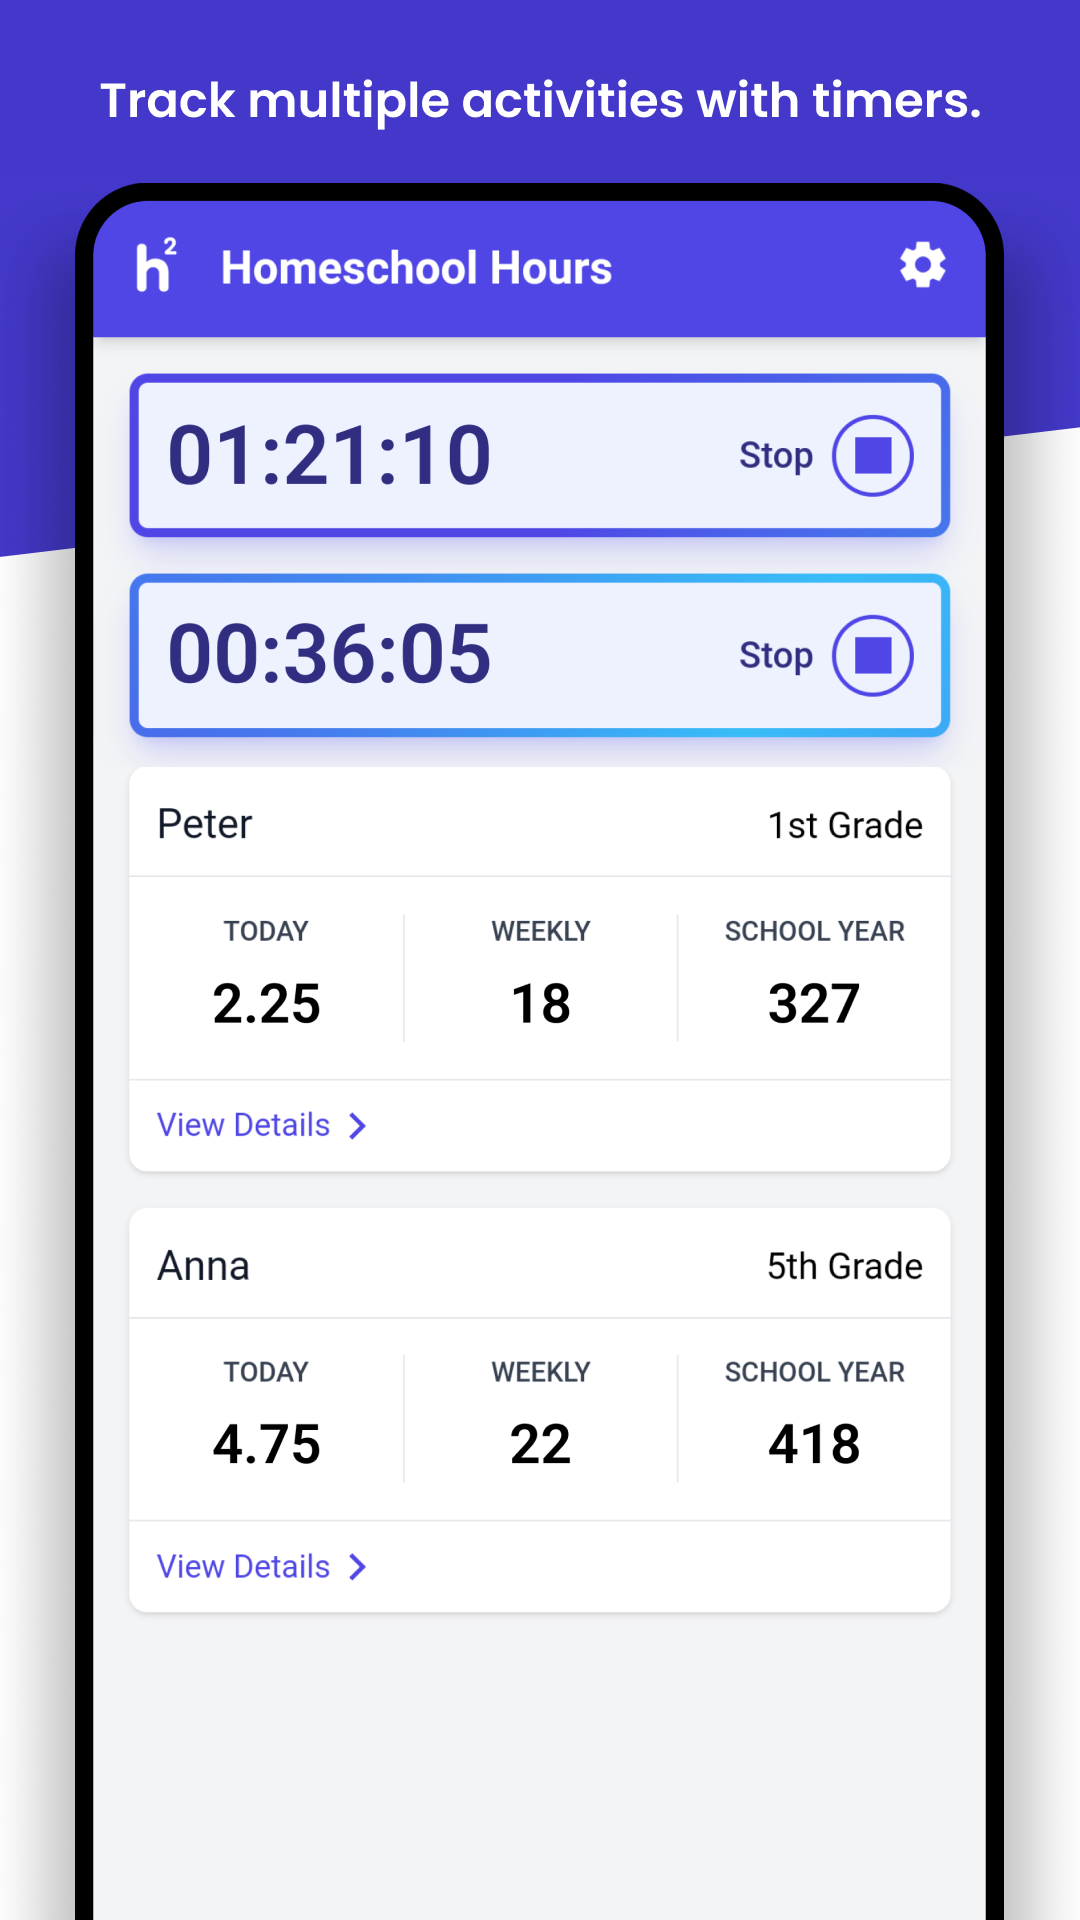 Track multiple activities with timers.
h² Homeschool Hours
01:21:10 Stop
00:36:05 Stop
Peter 1st Grade
TODAY WEEKLY SCHOOL YEAR
2.25 18 327
View Details
Anna 5th Grade
TODAY WEEKLY SCHOOL YEAR
4.75 22 418
View Details